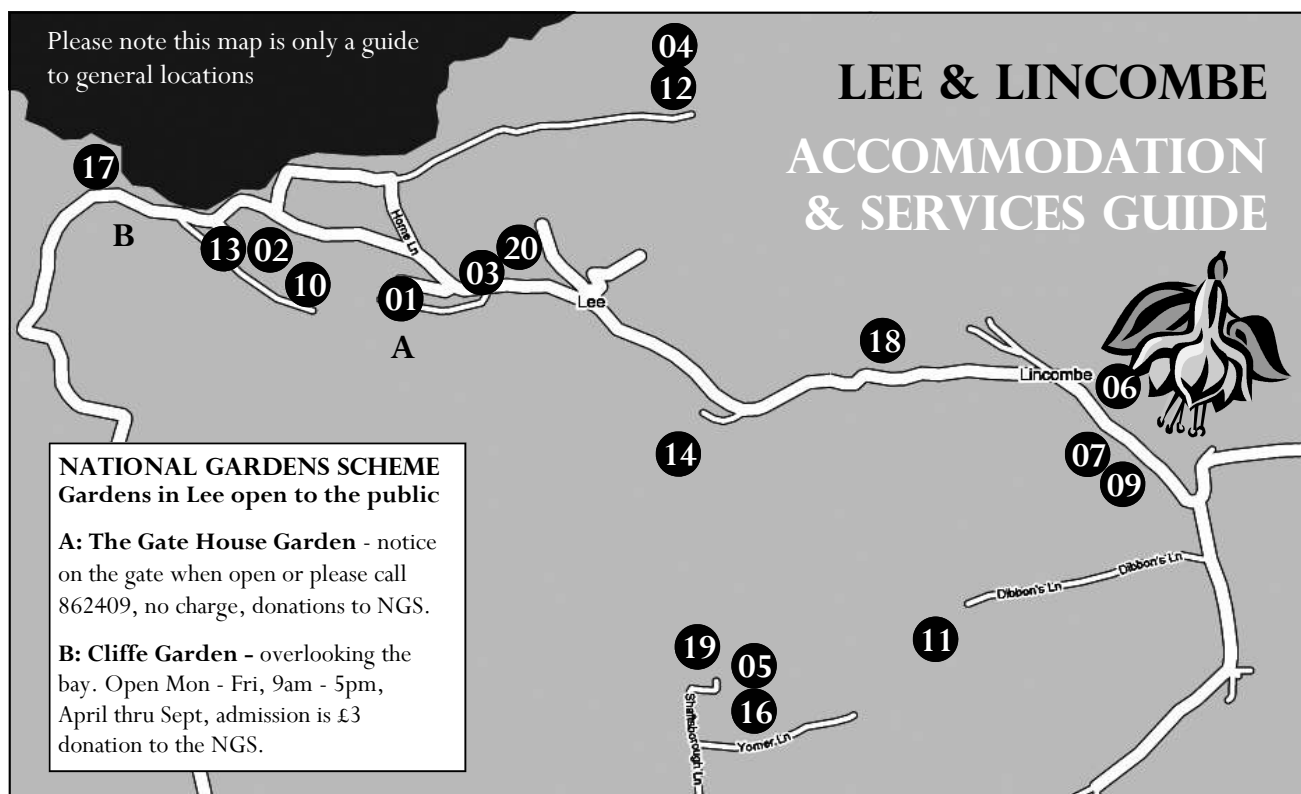 Please note this map is only a guide
to general locations
LEE & LINCOMBE
ACCOMMODATION
& SERVICES GUIDE
04
12
17
B
13
02
10
Home Ln
01
A
03
20
Lee
18
Lincombe
06
14
07
09
Dibbon's Ln
Dibbon's Ln
11
19
05
16
Shaftsborough Ln
Yomer Ln
NATIONAL GARDENS SCHEME
Gardens in Lee open to the public
A: The Gate House Garden - notice
on the gate when open or please call
862409, no charge, donations to NGS.
B: Cliffe Garden - overlooking the
bay. Open Mon - Fri, 9am - 5pm,
April thru Sept, admission is £3
donation to the NGS.